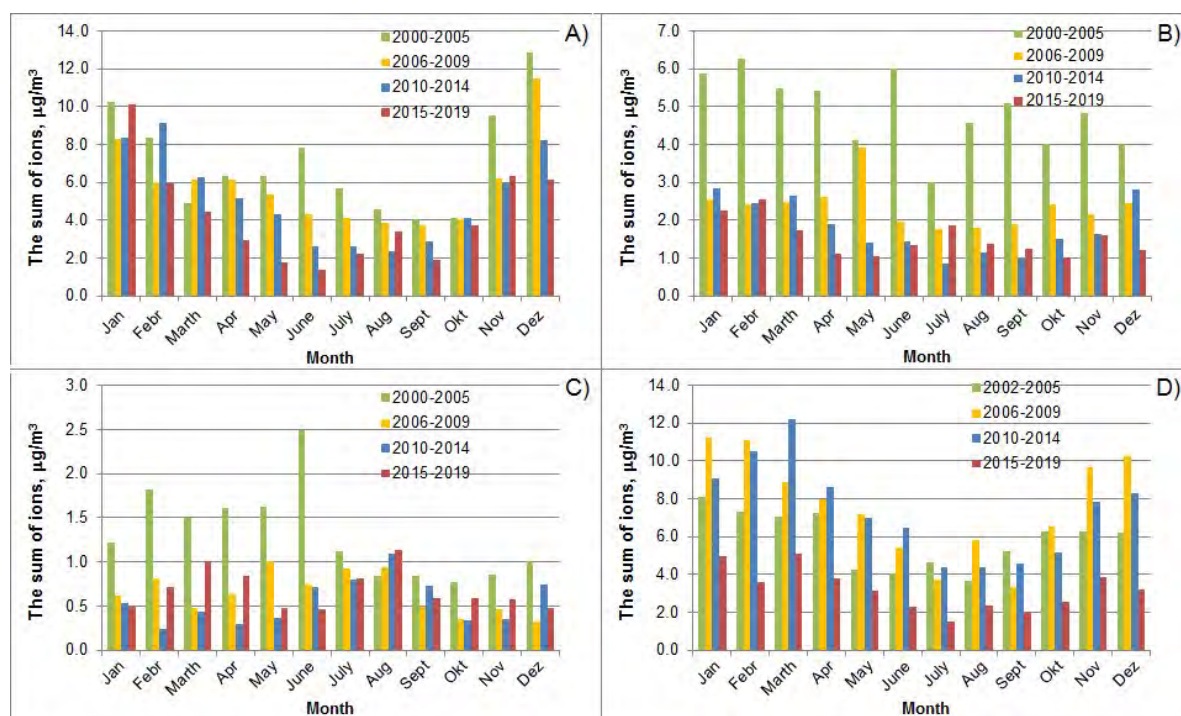 A)
The sum of ions, µg/m³
14.0
12.0
10.0
8.0
6.0
4.0
2.0
0.0
2000-2005
2006-2009
2010-2014
2015-2019
Jan Febr Marth Apr May June July Aug Sept Okt Nov Dez
Month
B)
The sum of ions, µg/m³
7.0
6.0
5.0
4.0
3.0
2.0
1.0
0.0
2000-2005
2006-2009
2010-2014
2015-2019
Jan Febr Marth Apr May June July Aug Sept Okt Nov Dez
Month
C)
The sum of ions, µg/m³
3.0
2.5
2.0
1.5
1.0
0.5
0.0
2000-2005
2006-2009
2010-2014
2015-2019
Jan Febr Marth Apr May June July Aug Sept Okt Nov Dez
Month
D)
The sum of ions, µg/m³
14.0
12.0
10.0
8.0
6.0
4.0
2.0
0.0
2002-2005
2006-2009
2010-2014
2015-2019
Jan Febr Marth Apr May June July Aug Sept Okt Nov Dez
Month